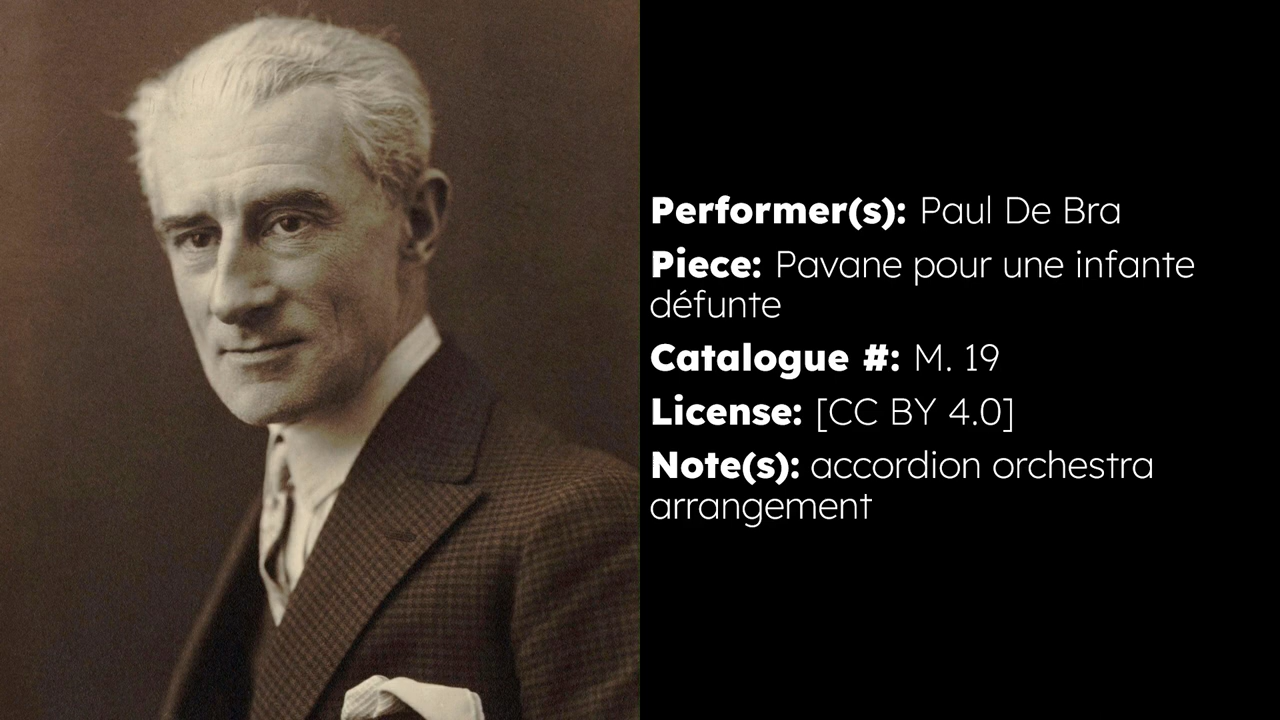 Performer(s): Paul De Bra
Piece: Pavane pour une infante
défunte
Catalogue #: M. 19
License: [CC BY 4.0]
Note(s): accordion orchestra
arrangement